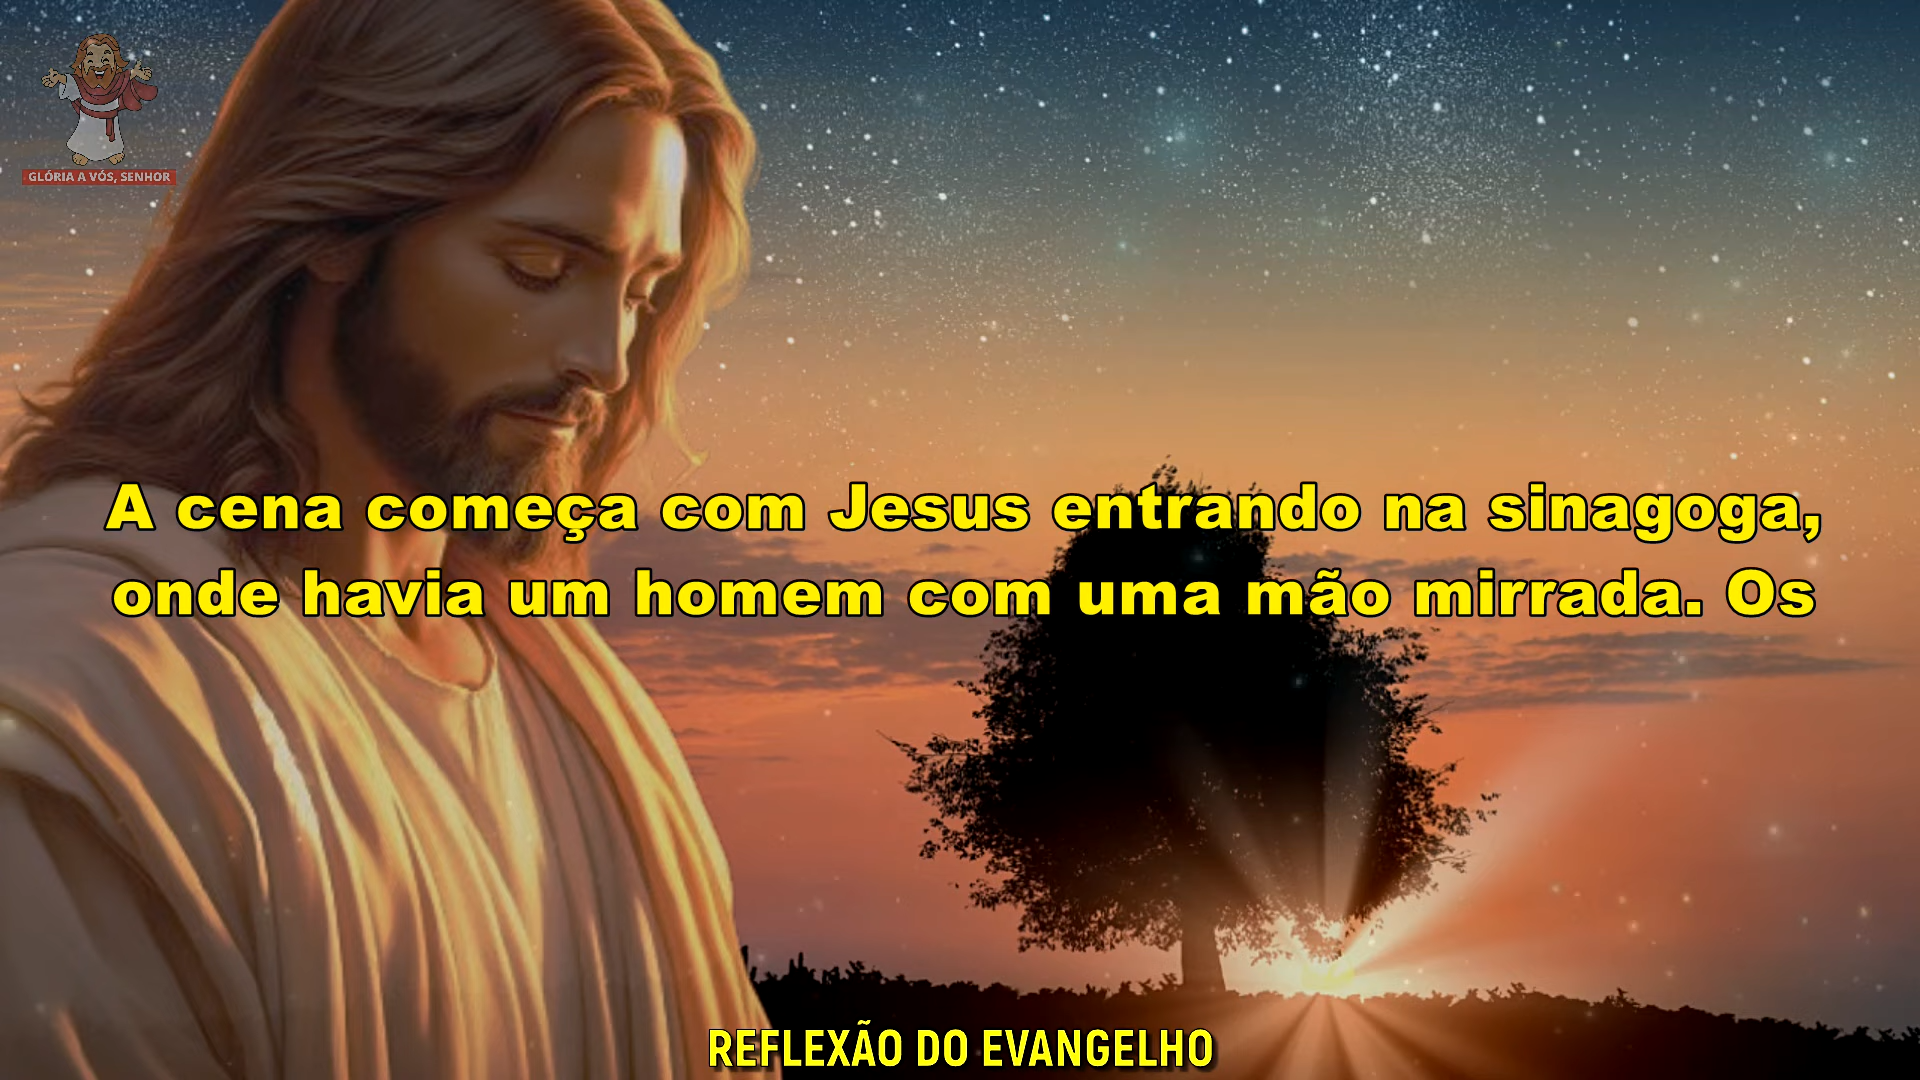 GLÓRIA A VÓS, SENHOR
A cena começa com Jesus entrando na sinagoga,
onde havia um homem com uma mão mirrada. Os
REFLEXÃO DO EVANGELHO